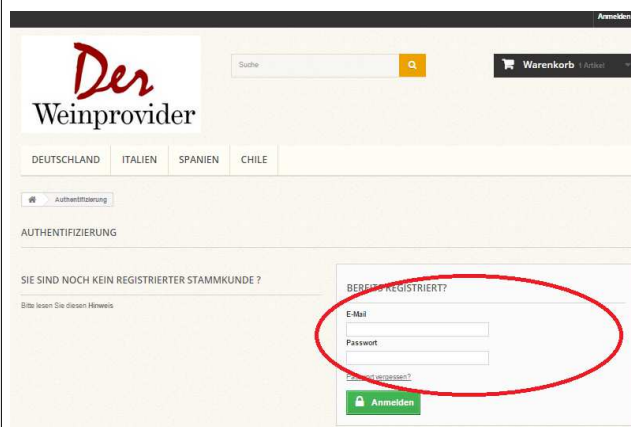 Anmelden
Der
Weinprovider
Suche
Warenkorb 1 Artikel
DEUTSCHLAND ITALIEN SPANIEN CHILE
Authentifizierung
AUTHENTIFIZIERUNG
SIE SIND NOCH KEIN REGISTRIERTER STAMMKUNDE ?
Bitte lesen Sie diesen Hinweis
BEREITS REGISTRIERT?
E-Mail
Passwort
Passwort vergessen?
Anmelden